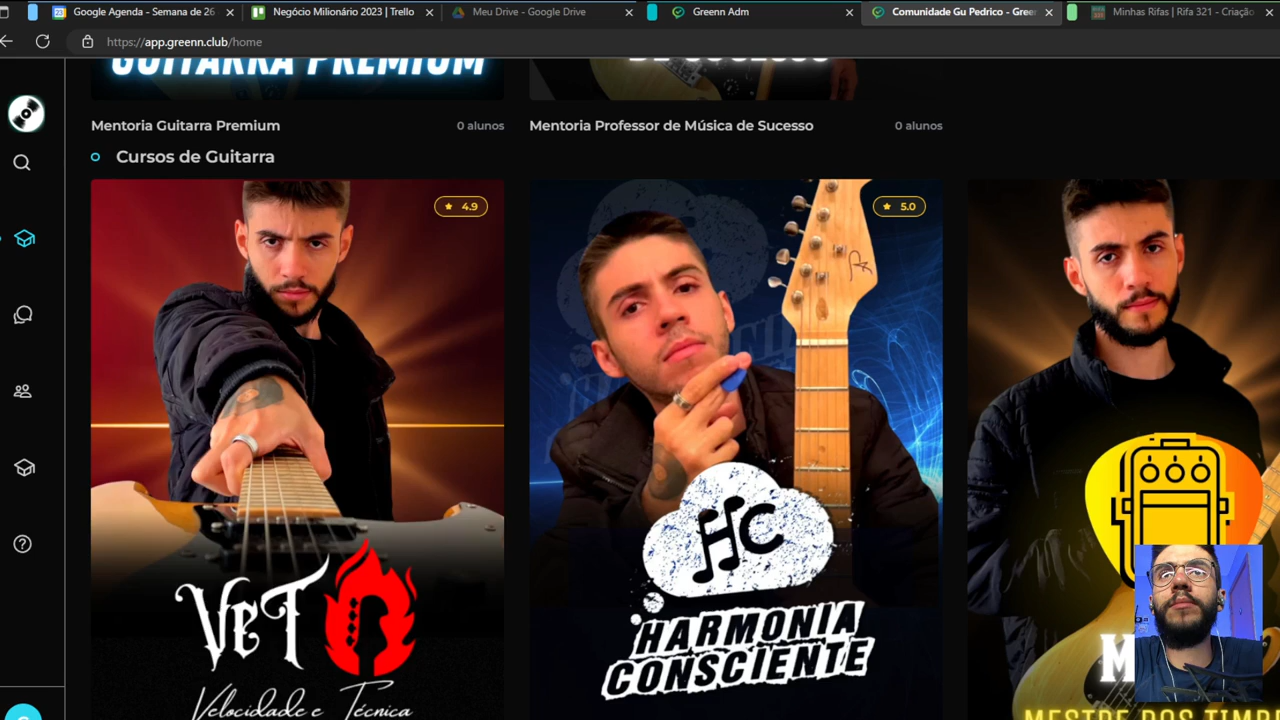 Google Agenda - Semana de 26
Negócio Milionário 2023 | Trello
Meu Drive - Google Drive
Greenn Adm
Comunidade Gu Pedrico - Green
Minhas Rifas | Rifa 321 - Criação
https://app.greenn.club/home
GUITARRA PREMIUM
DE SUCESSO
Mentoria Guitarra Premium
0 alunos
Mentoria Professor de Música de Sucesso
0 alunos
Cursos de Guitarra
4.9
5.0
VeT
Velocidade e Técnica
HC
HARMONIA
CONSCIENTE
M